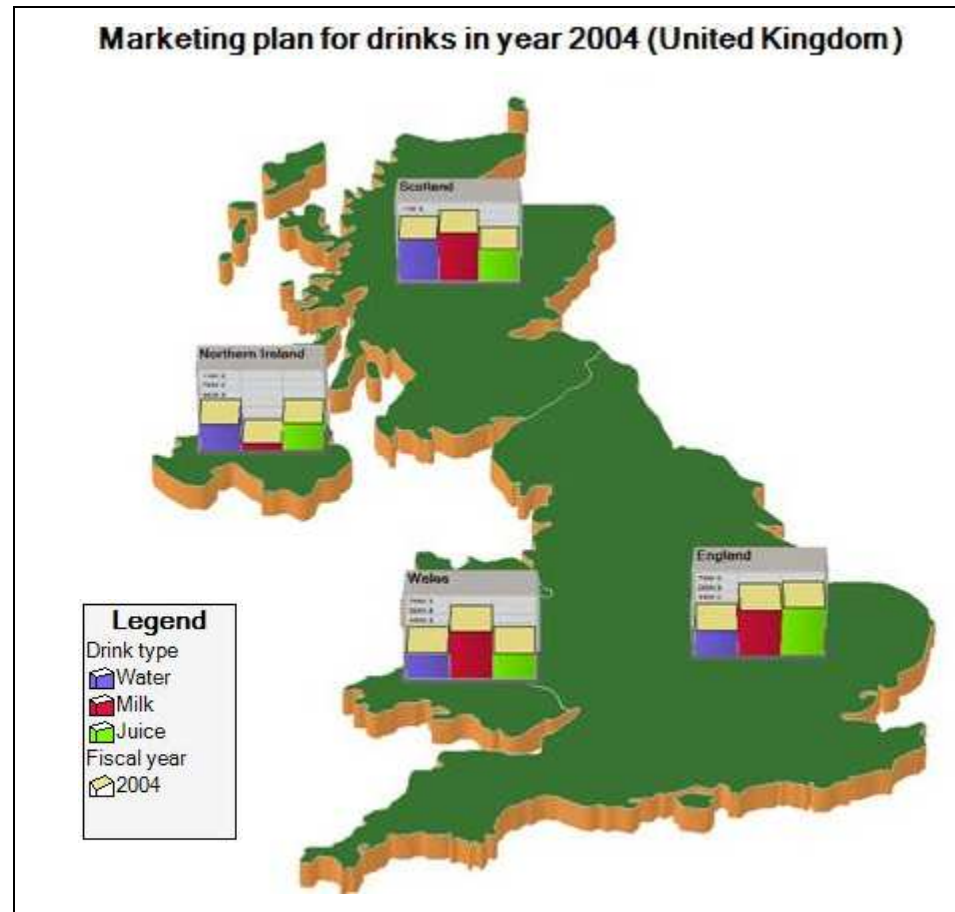 Marketing plan for drinks in year 2004 (United Kingdom)
Scotland
Northern Ireland
Wales
England
Legend
Drink type
Water
Milk
Juice
Fiscal year
2004